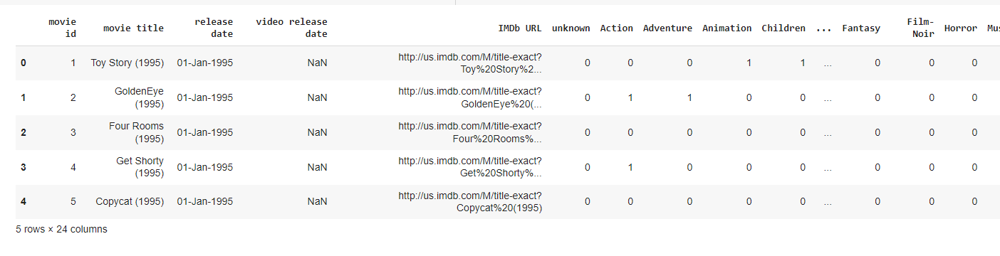 movie id movie title release date video release date IMDb URL unknown Action Adventure Animation Children ... Fantasy Film-Noir Horror
0 1 Toy Story (1995) 01-Jan-1995 NaN http://us.imdb.com/M/title-exact?Toy%20Story%2... 0 0 0 1 1 ... 0 0 0
1 2 GoldenEye (1995) 01-Jan-1995 NaN http://us.imdb.com/M/title-exact?GoldenEye%20(... 0 1 1 0 0 ... 0 0 0
2 3 Four Rooms (1995) 01-Jan-1995 NaN http://us.imdb.com/M/title-exact?Four%20Rooms%... 0 0 0 0 0 ... 0 0 0
3 4 Get Shorty (1995) 01-Jan-1995 NaN http://us.imdb.com/M/title-exact?Get%20Shorty%... 0 1 0 0 0 ... 0 0 0
4 5 Copycat (1995) 01-Jan-1995 NaN http://us.imdb.com/M/title-exact?Copycat%20(1995) 0 0 0 0 0 ... 0 0 0
5 rows × 24 columns